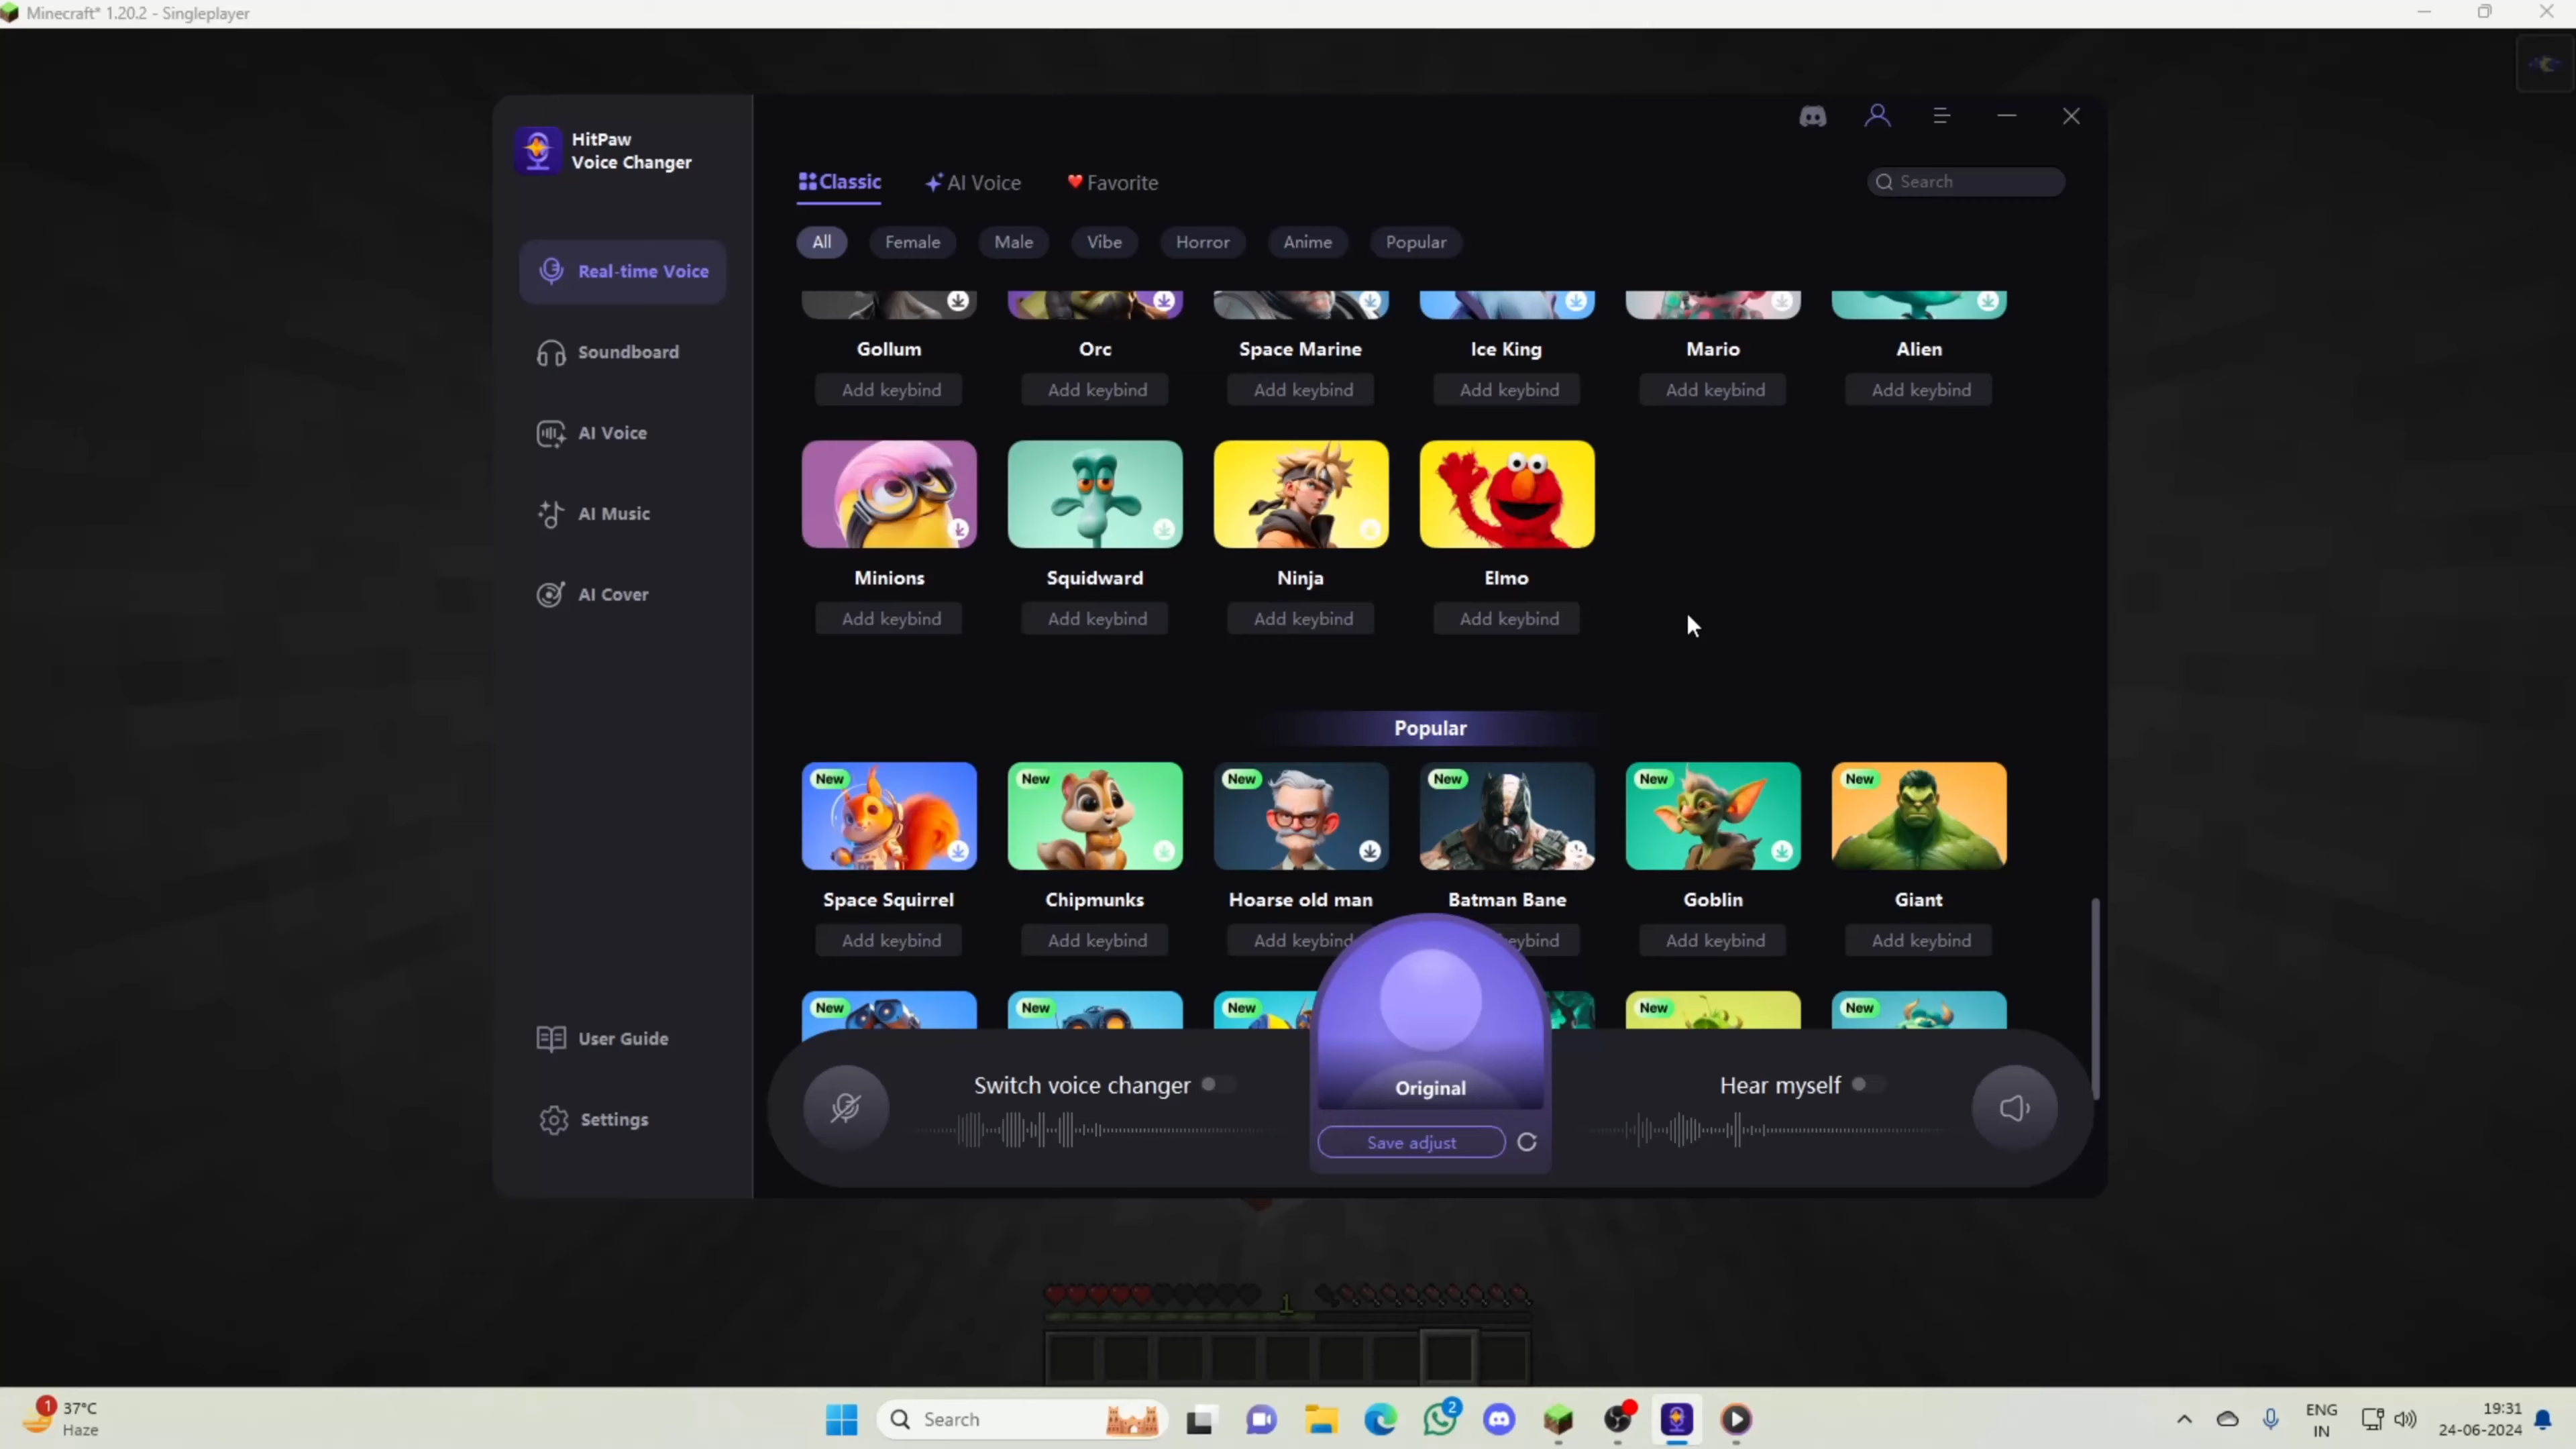 Minecraft* 1.20.2 - Singleplayer
HitPaw
Voice Changer
Real-time Voice
Soundboard
AI Voice
AI Music
AI Cover
User Guide
Settings
Classic
AI Voice
Favorite
Search
All
Female
Male
Vibe
Horror
Anime
Popular
Gollum
Orc
Space Marine
Ice King
Mario
Alien
Add keybind
Add keybind
Add keybind
Add keybind
Add keybind
Add keybind
Minions
Squidward
Ninja
Elmo
Add keybind
Add keybind
Add keybind
Add keybind
Popular
New
New
New
New
New
New
Space Squirrel
Chipmunks
Hoarse old man
Batman Bane
Goblin
Giant
Add keybind
Add keybind
Add keybind
eybind
Add keybind
Add keybind
New
New
New
New
New
Switch voice changer
Original
Hear myself
Save adjust
1
1
37°C
Haze
Search
2
ENG
IN
19:31
24-06-2024